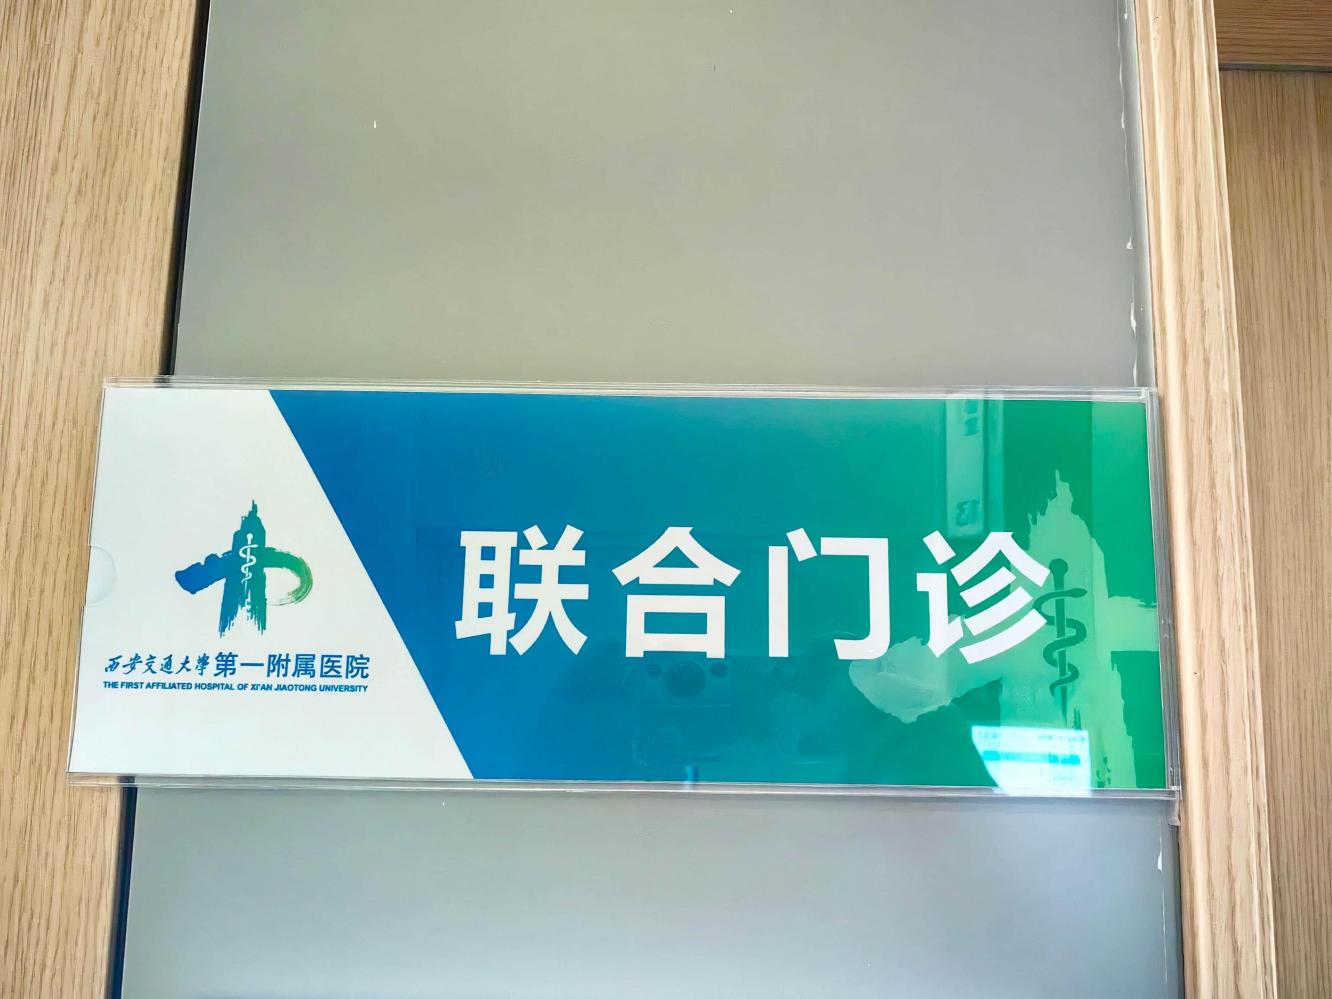 联合门诊
西安交通大学第一附属医院
THE FIRST AFFILIATED HOSPITAL OF XI'AN JIAOTONG UNIVERSITY